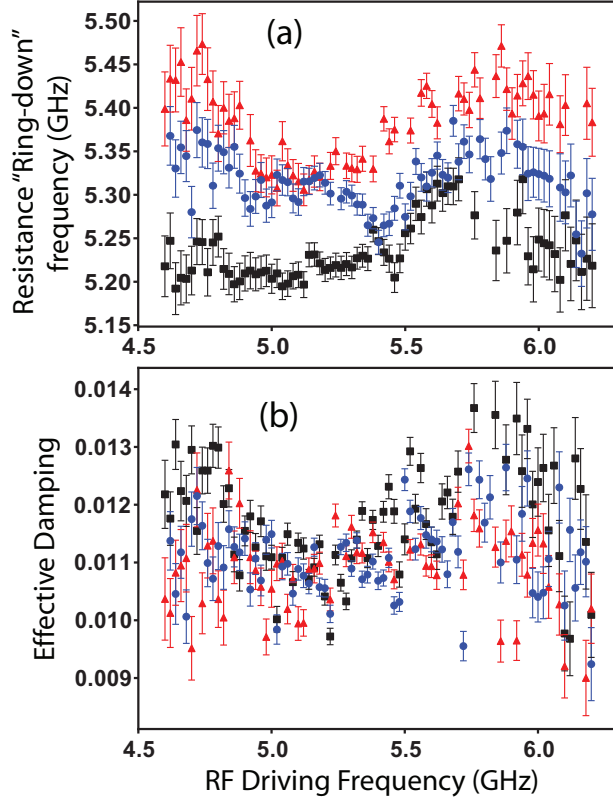 (a)
5.50
5.45
5.40
5.35
5.30
5.25
5.20
5.15
Resistance "Ring-down"
frequency (GHz)
4.5 5.0 5.5 6.0
(b)
0.014
0.013
0.012
0.011
0.010
0.009
Effective Damping
4.5 5.0 5.5 6.0
RF Driving Frequency (GHz)